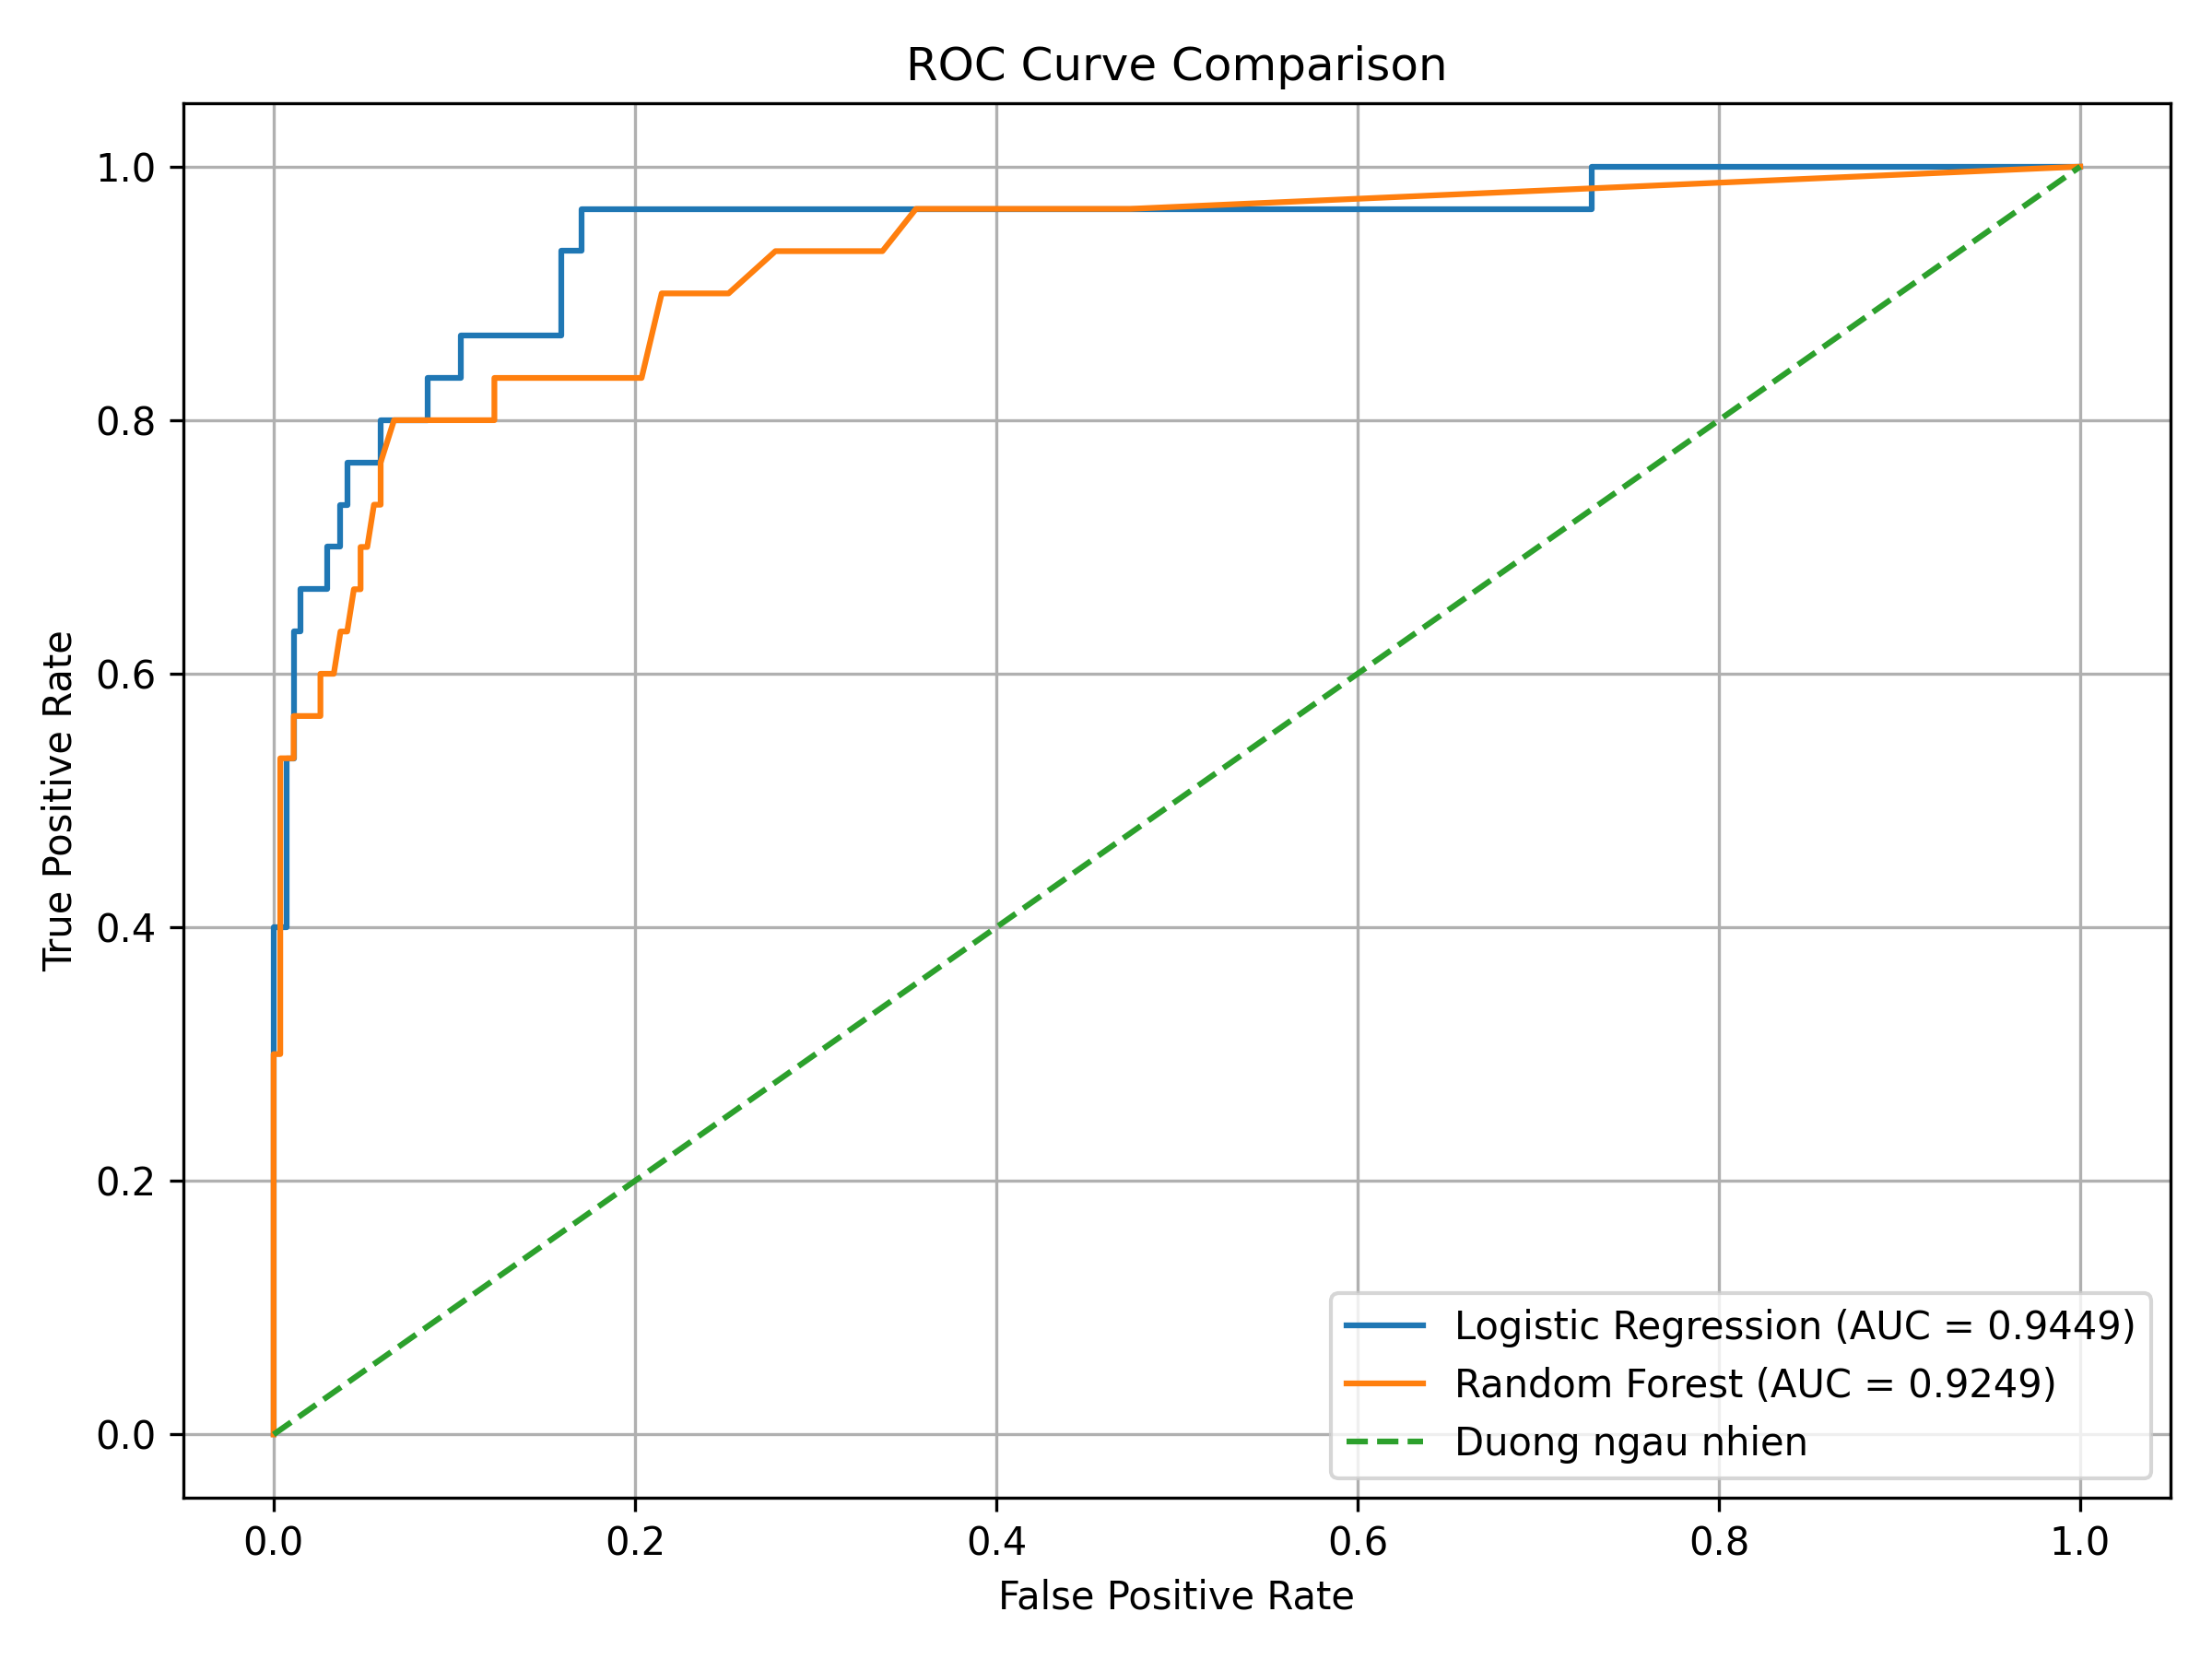 ROC Curve Comparison
True Positive Rate
1.0
0.8
0.6
0.4
0.2
0.0
0.0 0.2 0.4 0.6 0.8 1.0
False Positive Rate
Logistic Regression (AUC = 0.9449)
Random Forest (AUC = 0.9249)
Duong ngau nhien